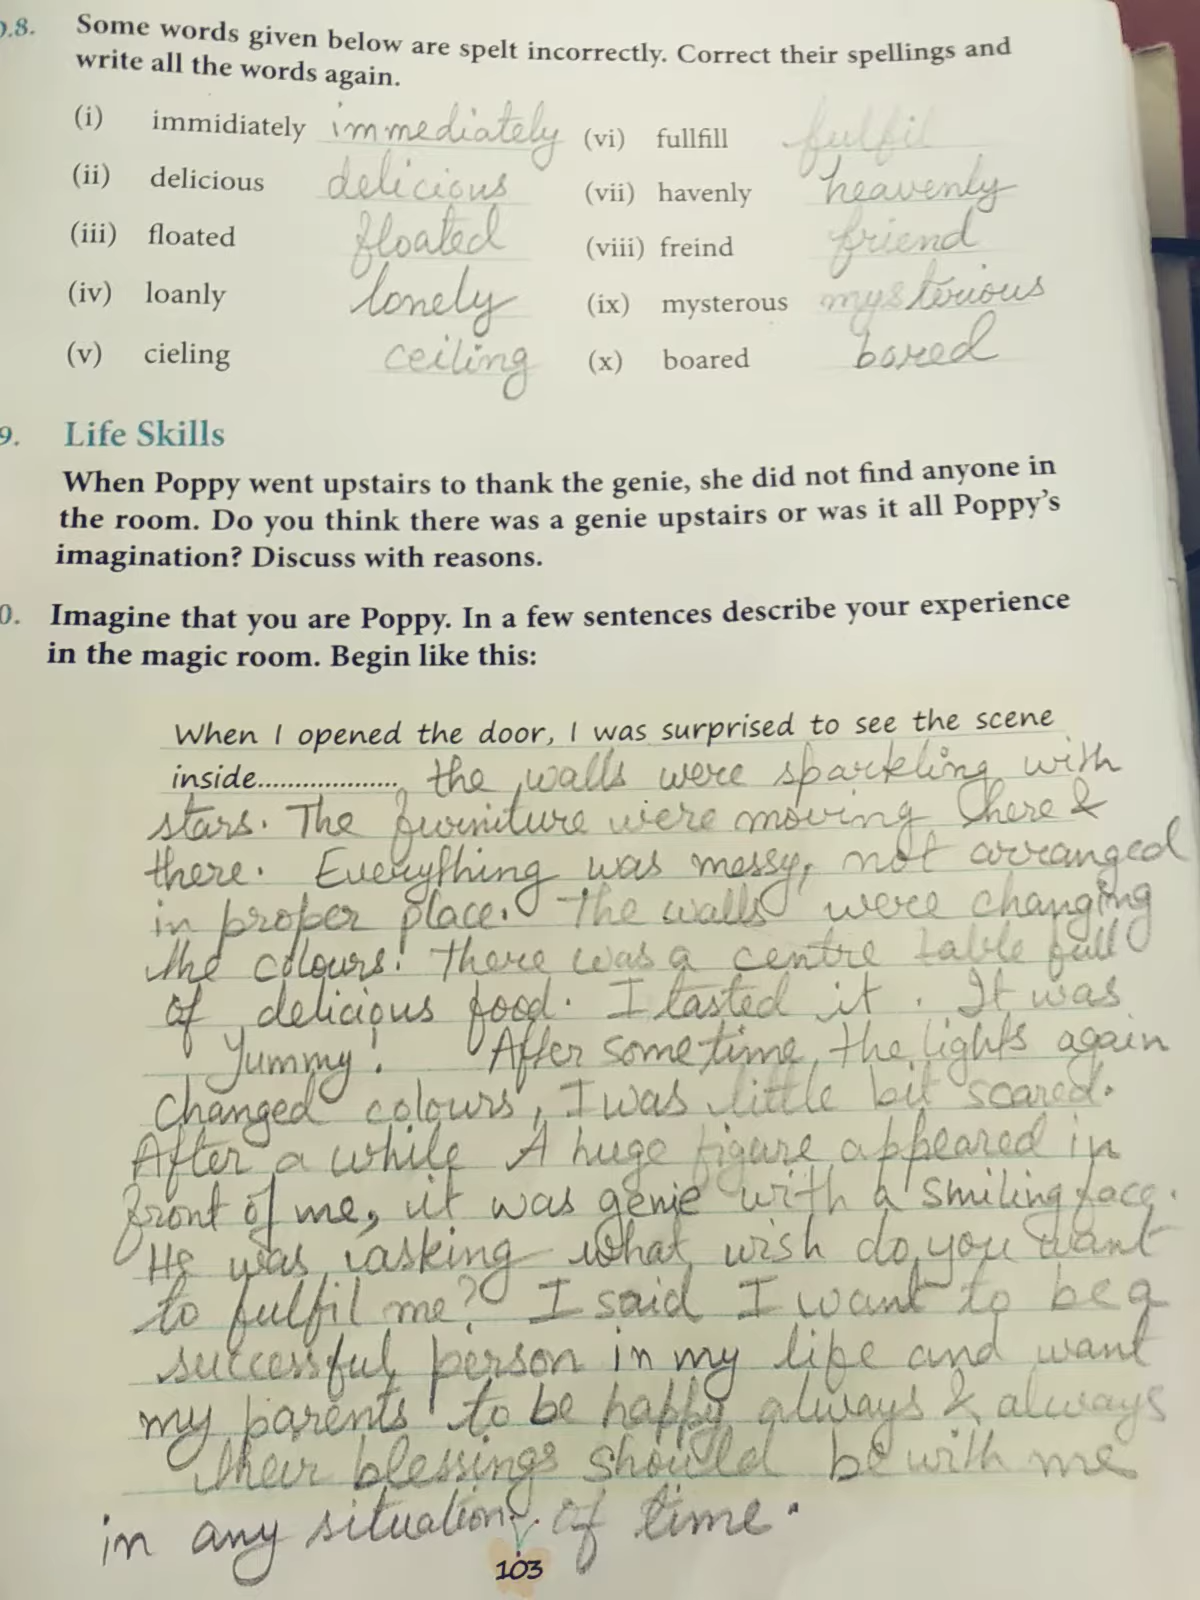 .8. Some words given below are spelt incorrectly. Correct their spellings and
write all the words again.
(i) immidiately immediately (vi) fullfill fulfil
(ii) delicious delicious (vii) havenly heavenly
(iii) floated floated (viii) freind friend
(iv) loanly lonely (ix) mysterous mysterious
(v) cieling ceiling (x) boared bored
9. Life Skills
When Poppy went upstairs to thank the genie, she did not find anyone in
the room. Do you think there was a genie upstairs or was it all Poppy's
imagination? Discuss with reasons.
0. Imagine that you are Poppy. In a few sentences describe your experience
in the magic room. Begin like this:
When I opened the door, I was surprised to see the scene
inside................... the walls were sparkling with
stars. The furniture were moving here &
there. Everything was messy, not arranged
in proper place. The walls were changing
the colours! There was a centre table full
of delicious food. I tasted it. It was
Yummy! After sometime, the lights again
changed colours, I was little bit scared.
After a while A huge figure appeared in
front of me, it was genie with a smiling face.
He was asking what wish do you want
to fulfil me? I said I want to be a
successful person in my life and want
my parents to be happy always & always
their blessings should be with me
in any situation of time.
103